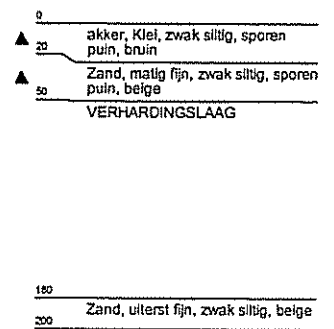 0
akker, Klei, zwak siltig, sporen
puin, bruin
20
Zand, matig fijn, zwak siltig, sporen
puin, beige
50
VERHARDINGSLAAG
180
Zand, uiterst fijn, zwak siltig, beige
200